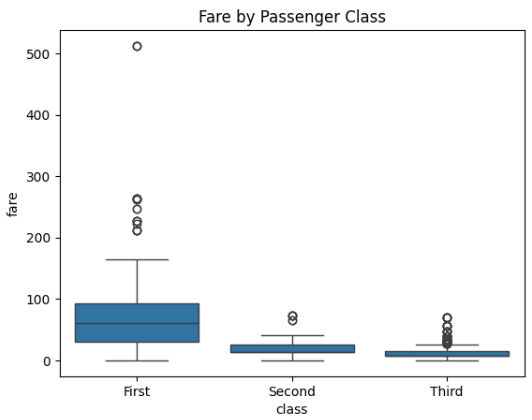 Fare by Passenger Class
500
400
300
200
100
0
fare
First Second Third
class